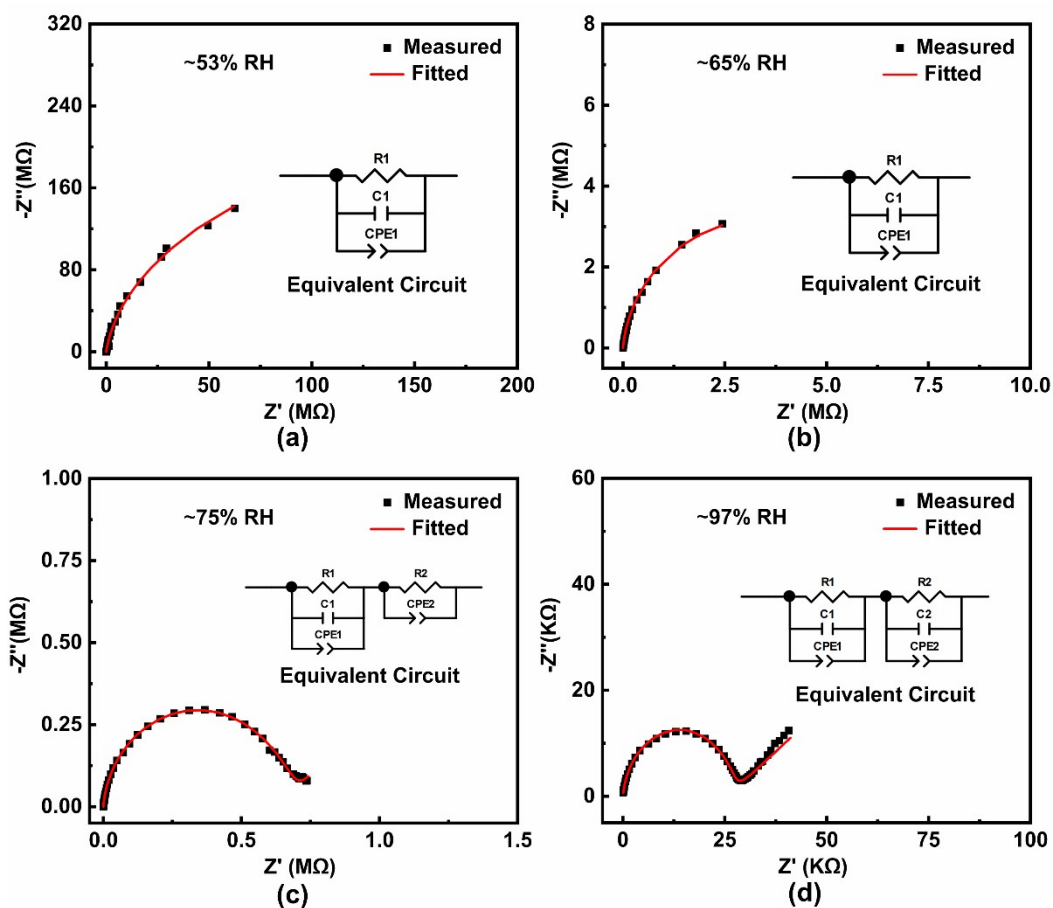 320
240
160
80
0
-Z''(MΩ)
~53% RH
Measured
Fitted
R1
C1
CPE1
Equivalent Circuit
0 50 100 150 200
Z' (MΩ)
(a)
8
6
4
2
0
-Z''(MΩ)
~65% RH
Measured
Fitted
R1
C1
CPE1
Equivalent Circuit
0.0 2.5 5.0 7.5 10.0
Z' (MΩ)
(b)
1.00
0.75
0.50
0.25
0.00
-Z''(MΩ)
~75% RH
Measured
Fitted
R1 R2
C1 CPE2
CPE1
Equivalent Circuit
0.0 0.5 1.0 1.5
Z' (MΩ)
(c)
60
40
20
0
-Z''(KΩ)
~97% RH
Measured
Fitted
R1 R2
C1 C2
CPE1 CPE2
Equivalent Circuit
0 25 50 75 100
Z' (KΩ)
(d)